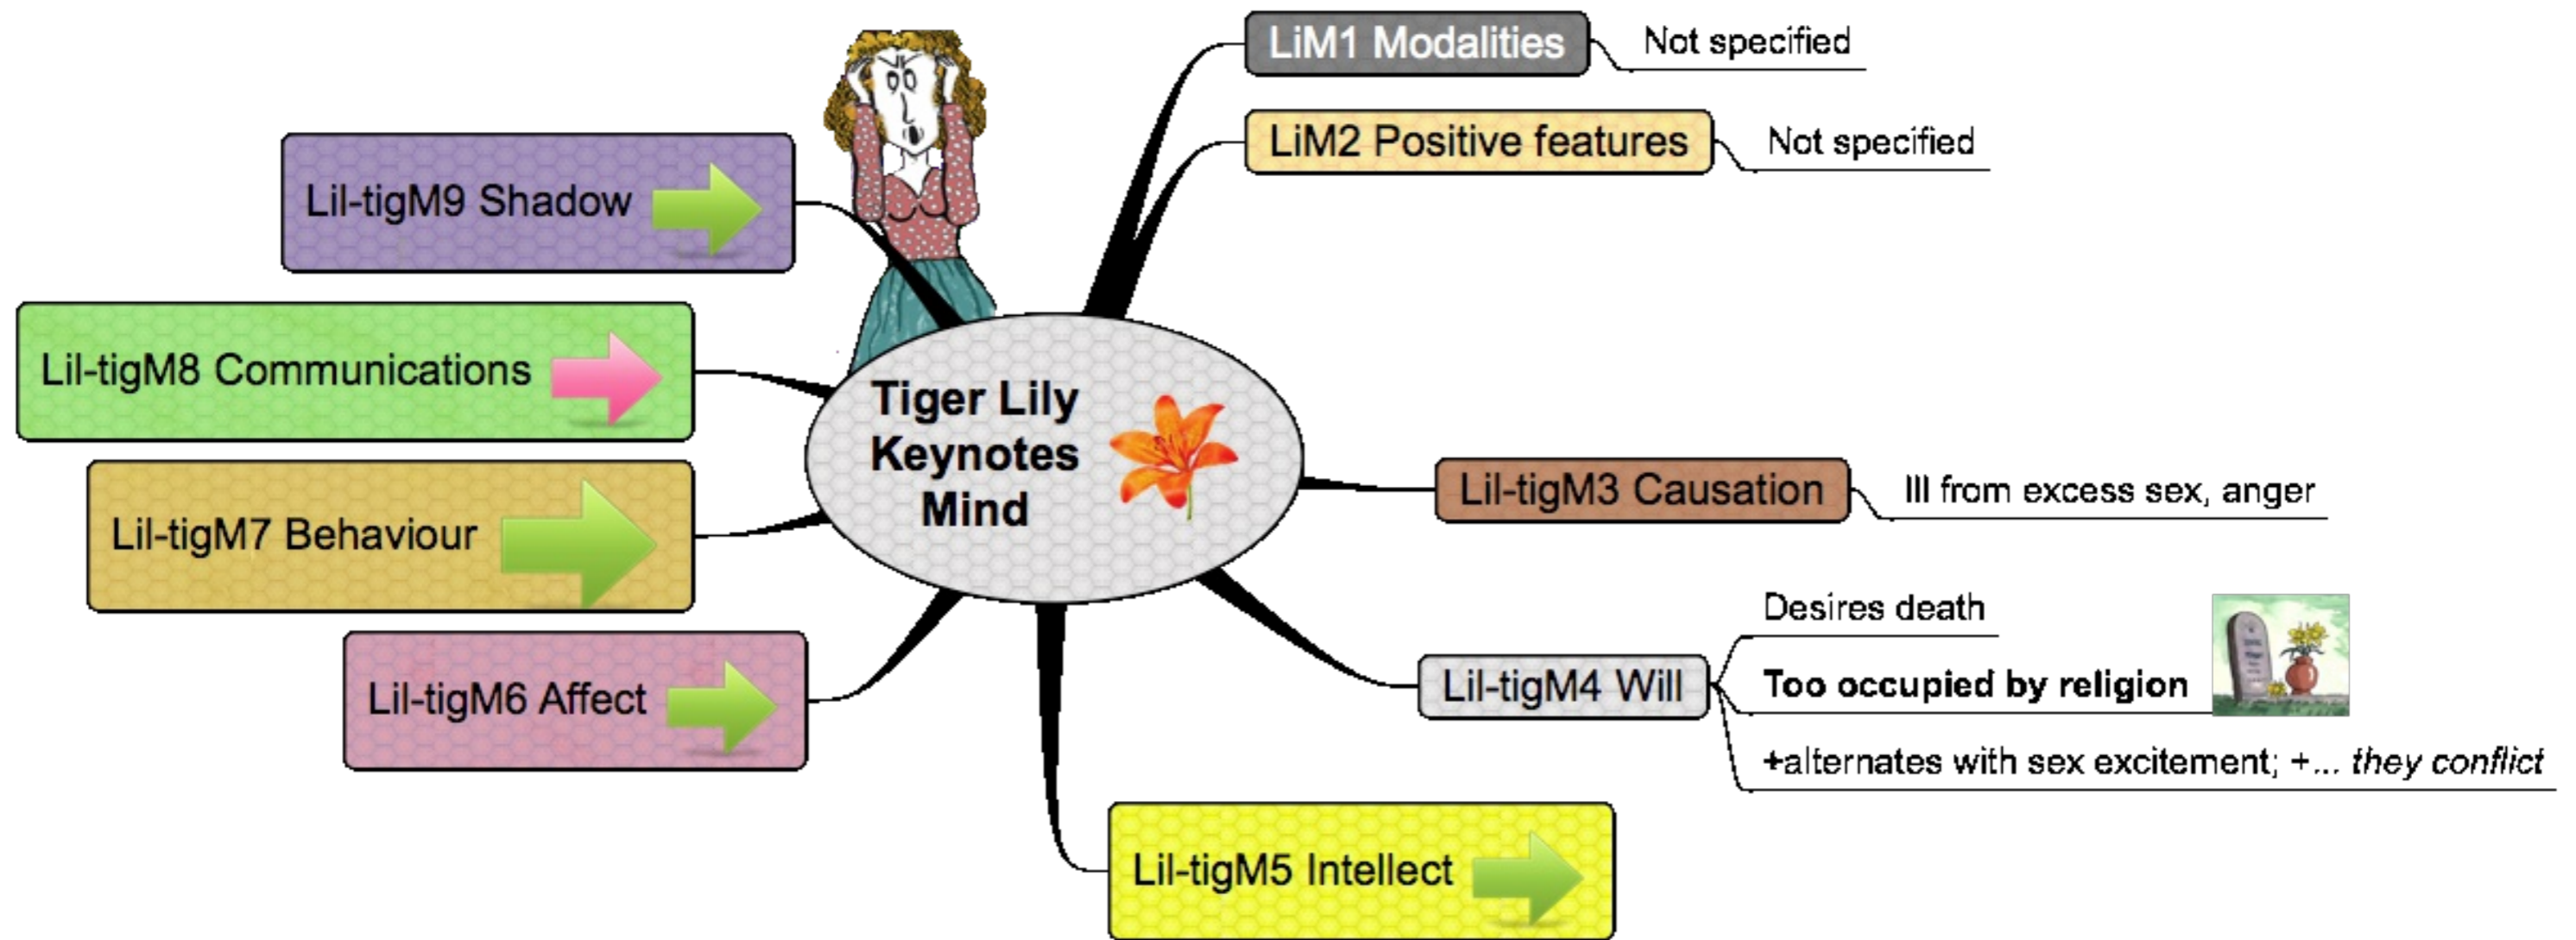 Tiger Lily
Keynotes
Mind
LiM1 Modalities
Not specified
LiM2 Positive features
Not specified
Lil-tigM3 Causation
Ill from excess sex, anger
Lil-tigM4 Will
Desires death
Too occupied by religion
+alternates with sex excitement; +... they conflict
Lil-tigM5 Intellect
Lil-tigM6 Affect
Lil-tigM7 Behaviour
Lil-tigM8 Communications
Lil-tigM9 Shadow